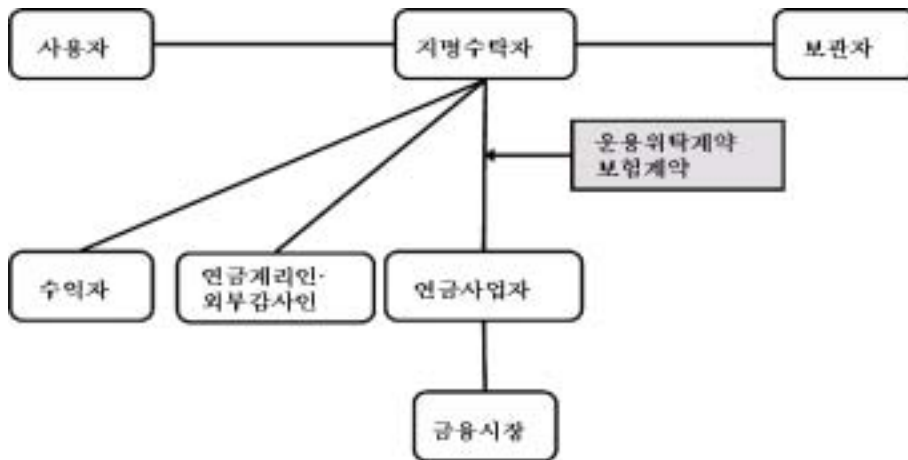 사용자
지명수탁자
보관자
운용위탁계약
보험계약
수익자
연금계리인·
외부감사인
연금사업자
금융시장